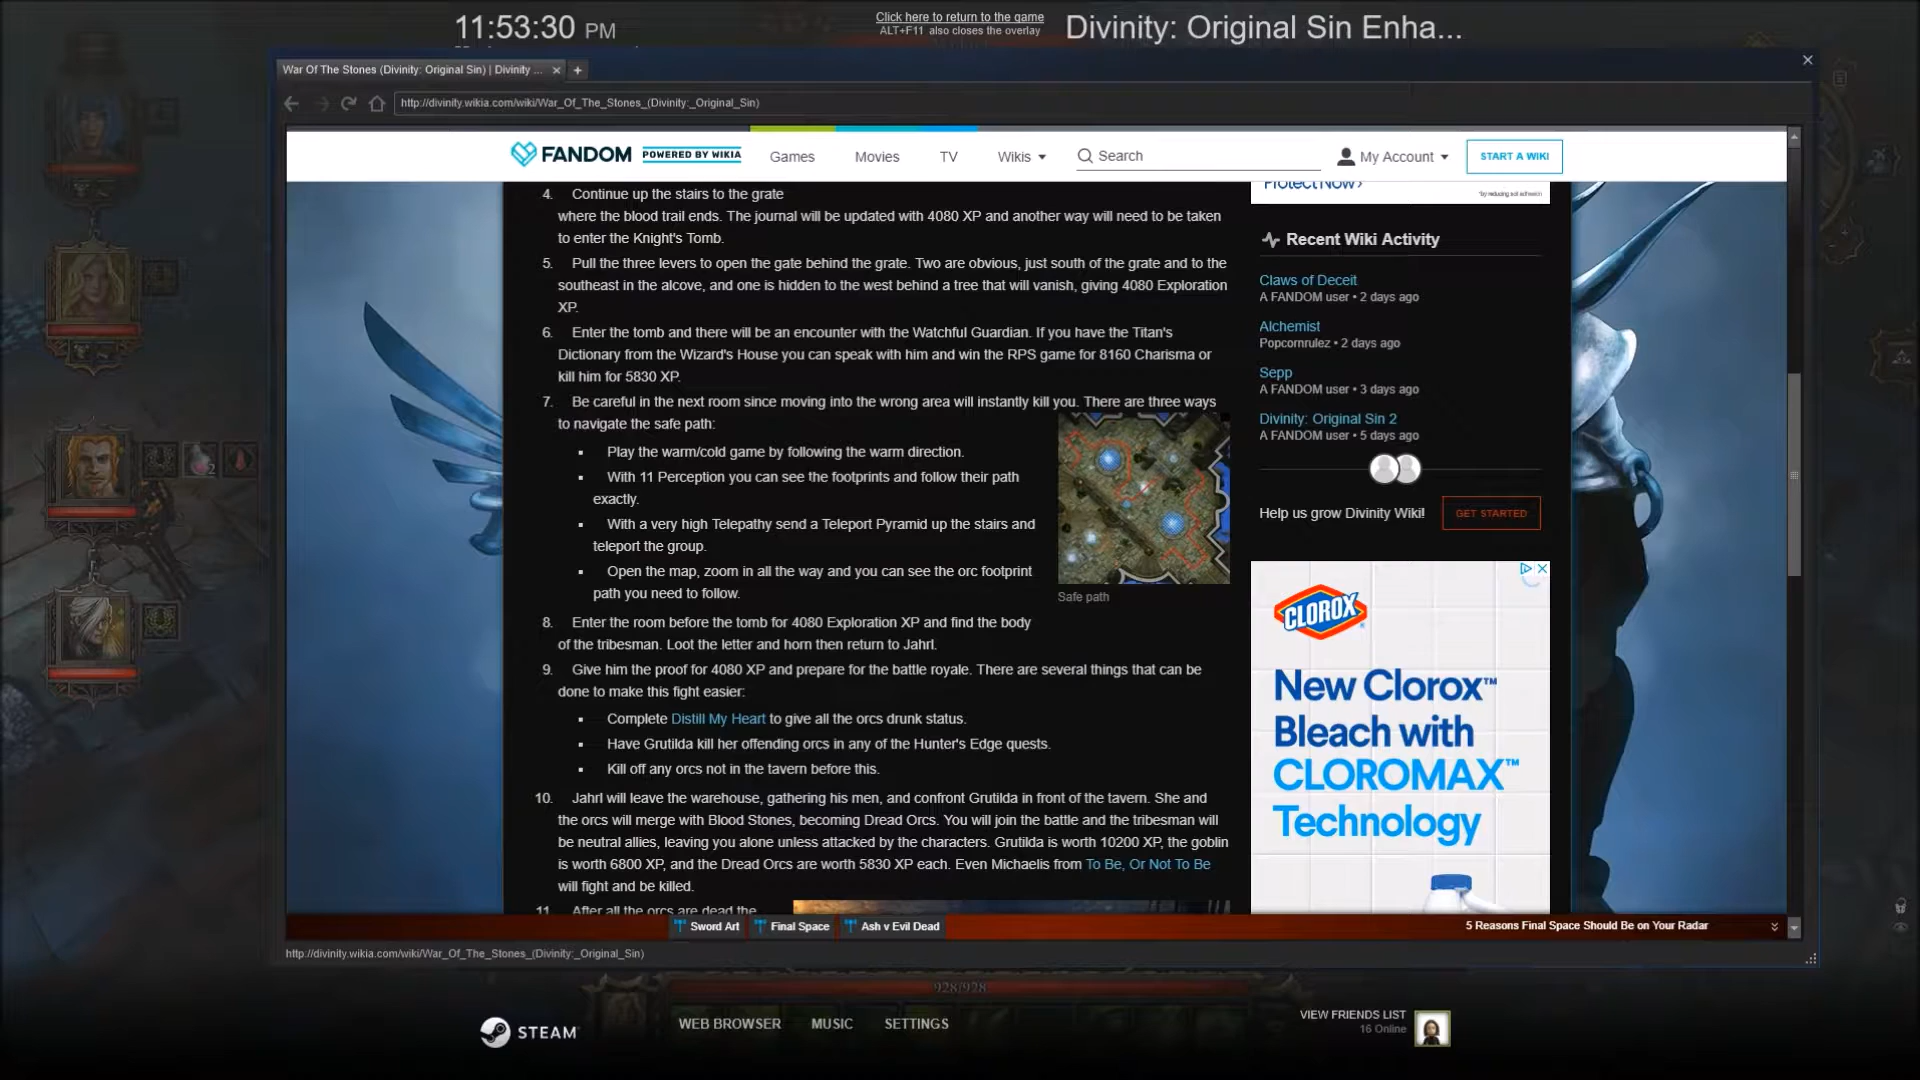 11:53:30 PM
Click here to return to the game
ALT+F11 also closes the overlay
Divinity: Original Sin Enha...
War Of The Stones (Divinity: Original Sin) | Divinity ...
http://divinity.wikia.com/wiki/War_Of_The_Stones_(Divinity:_Original_Sin)
FANDOM POWERED BY WIKIA Games Movies TV Wikis Search My Account START A WIKI
4. Continue up the stairs to the grate
where the blood trail ends. The journal will be updated with 4080 XP and another way will need to be taken
to enter the Knight's Tomb.
5. Pull the three levers to open the gate behind the grate. Two are obvious, just south of the grate and to the
southeast in the alcove, and one is hidden to the west behind a tree that will vanish, giving 4080 Exploration
XP.
6. Enter the tomb and there will be an encounter with the Watchful Guardian. If you have the Titan's
Dictionary from the Wizard's House you can speak with him and win the RPS game for 8160 Charisma or
kill him for 5830 XP.
7. Be careful in the next room since moving into the wrong area will instantly kill you. There are three ways
to navigate the safe path:
▪ Play the warm/cold game by following the warm direction.
▪ With 11 Perception you can see the footprints and follow their path
exactly.
▪ With a very high Telepathy send a Teleport Pyramid up the stairs and
teleport the group.
▪ Open the map, zoom in all the way and you can see the orc footprint
path you need to follow.
Safe path
8. Enter the room before the tomb for 4080 Exploration XP and find the body
of the tribesman. Loot the letter and horn then return to Jahrl.
9. Give him the proof for 4080 XP and prepare for the battle royale. There are several things that can be
done to make this fight easier:
▪ Complete Distill My Heart to give all the orcs drunk status.
▪ Have Grutilda kill her offending orcs in any of the Hunter's Edge quests.
▪ Kill off any orcs not in the tavern before this.
10. Jahrl will leave the warehouse, gathering his men, and confront Grutilda in front of the tavern. She and
the orcs will merge with Blood Stones, becoming Dread Orcs. You will join the battle and the tribesman will
be neutral allies, leaving you alone unless attacked by the characters. Grutilda is worth 10200 XP, the goblin
is worth 6800 XP, and the Dread Orcs are worth 5830 XP each. Even Michaelis from To Be, Or Not To Be
will fight and be killed.
11. After all the orcs are dead the
Protect Now›
*by reducing soil adhesion
Recent Wiki Activity
Claws of Deceit
A FANDOM user • 2 days ago
Alchemist
Popcornrulez • 2 days ago
Sepp
A FANDOM user • 3 days ago
Divinity: Original Sin 2
A FANDOM user • 5 days ago
Help us grow Divinity Wiki! GET STARTED
CLOROX
New Clorox™
Bleach with
CLOROMAX™
Technology
Sword Art Final Space Ash v Evil Dead
5 Reasons Final Space Should Be on Your Radar
http://divinity.wikia.com/wiki/War_Of_The_Stones_(Divinity:_Original_Sin)
928/928
STEAM WEB BROWSER MUSIC SETTINGS
VIEW FRIENDS LIST
16 Online
2